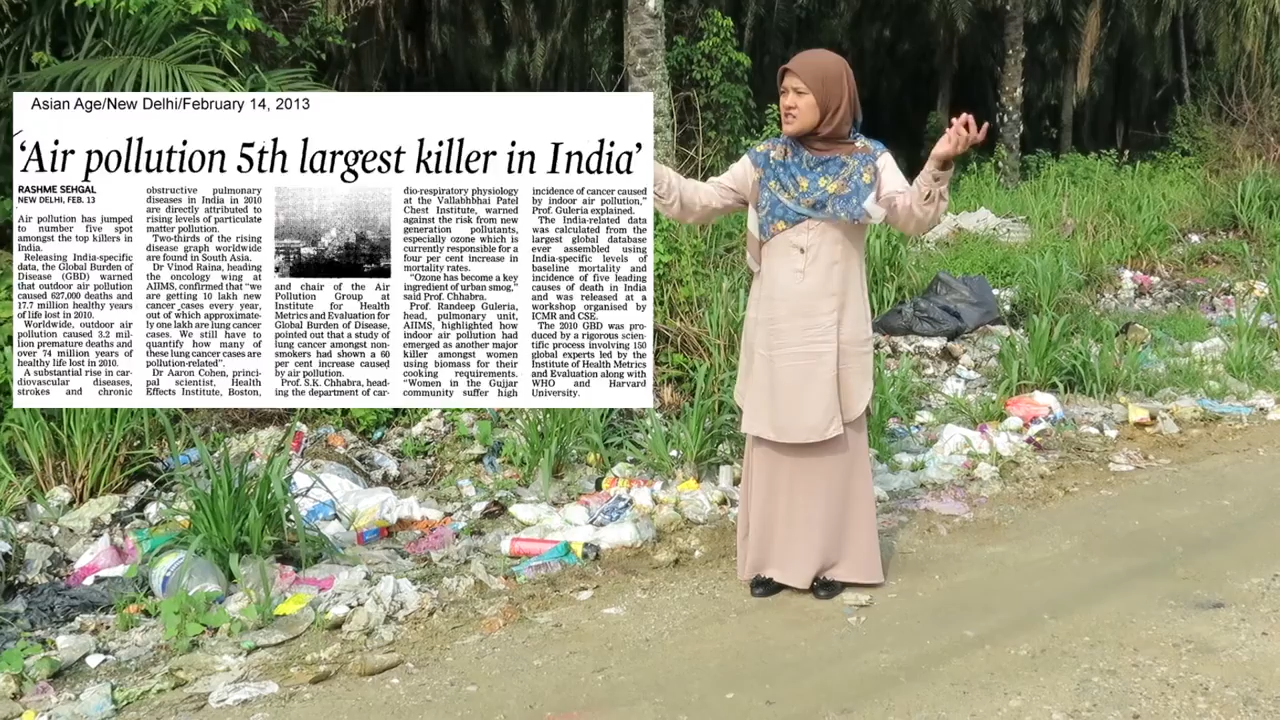 Asian Age/New Delhi/February 14, 2013
‘Air pollution 5th largest killer in India’
RASHME SEHGAL
NEW DELHI, FEB. 13
Air pollution has jumped
to number five spot
amongst the top killers in
India.
Releasing India-specific
data, the Global Burden of
Disease (GBD) warned
that outdoor air pollution
caused 627,000 deaths and
17.7 million healthy years
of life lost in 2010.
Worldwide, outdoor air
pollution caused 3.2 mil-
lion premature deaths and
over 74 million years of
healthy life lost in 2010.
A substantial rise in car-
diovascular diseases,
strokes and chronic
obstructive pulmonary
diseases in India in 2010
are directly attributed to
rising levels of particulate
matter pollution.
Two-thirds of the rising
disease graph worldwide
are found in South Asia.
Dr Vinod Raina, heading
the oncology wing at
AIIMS, confirmed that “we
are getting 10 lakh new
cancer cases every year,
out of which approximate-
ly one lakh are lung cancer
cases. We still have to
quantify how many of
these lung cancer cases are
pollution-related”.
Dr Aaron Cohen, princi-
pal scientist, Health
Effects Institute, Boston,
and chair of the Air
Pollution Group at
Institute for Health
Metrics and Evaluation for
Global Burden of Disease,
pointed out that a study of
lung cancer amongst non-
smokers had shown a 60
per cent increase caused
by air pollution.
Prof. S.K. Chhabra, head-
ing the department of car-
dio-respiratory physiology
at the Vallabhbhai Patel
Chest Institute, warned
against the risk from new
generation pollutants,
especially ozone which is
currently responsible for a
four per cent increase in
mortality rates.
“Ozone has become a key
ingredient of urban smog,”
said Prof. Chhabra.
Prof. Randeep Guleria,
head, pulmonary unit,
AIIMS, highlighted how
indoor air pollution had
emerged as another major
killer amongst women
using biomass for their
cooking requirements.
“Women in the Gujjar
community suffer high
incidence of cancer caused
by indoor air pollution,”
Prof. Guleria explained.
The India-related data
was calculated from the
largest global database
ever assembled using
India-specific levels of
baseline mortality and
incidence of five leading
causes of death in India
and was released at a
workshop organised by
ICMR and CSE.
The 2010 GBD was pro-
duced by a rigorous scien-
tific process involving 150
global experts led by the
Institute of Health Metrics
and Evaluation along with
WHO and Harvard
University.